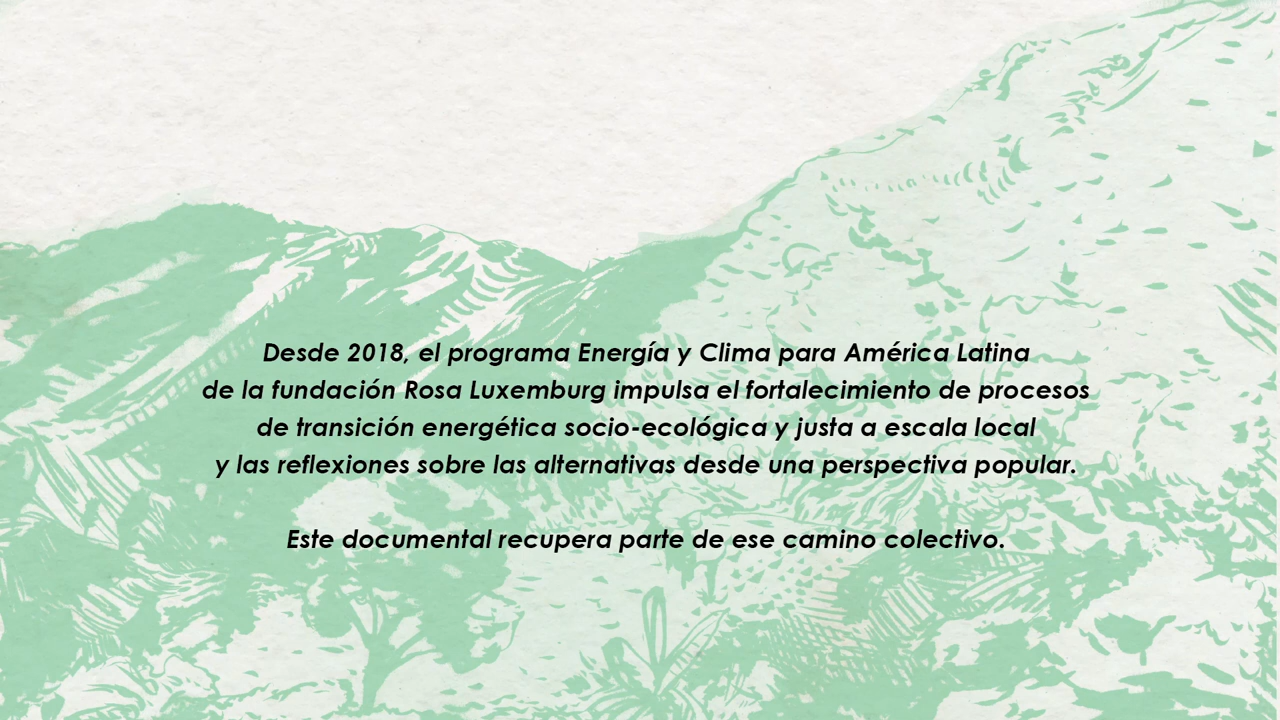 Desde 2018, el programa Energía y Clima para América Latina
de la fundación Rosa Luxemburg impulsa el fortalecimiento de procesos
de transición energética socio-ecológica y justa a escala local
y las reflexiones sobre las alternativas desde una perspectiva popular.
Este documental recupera parte de ese camino colectivo.